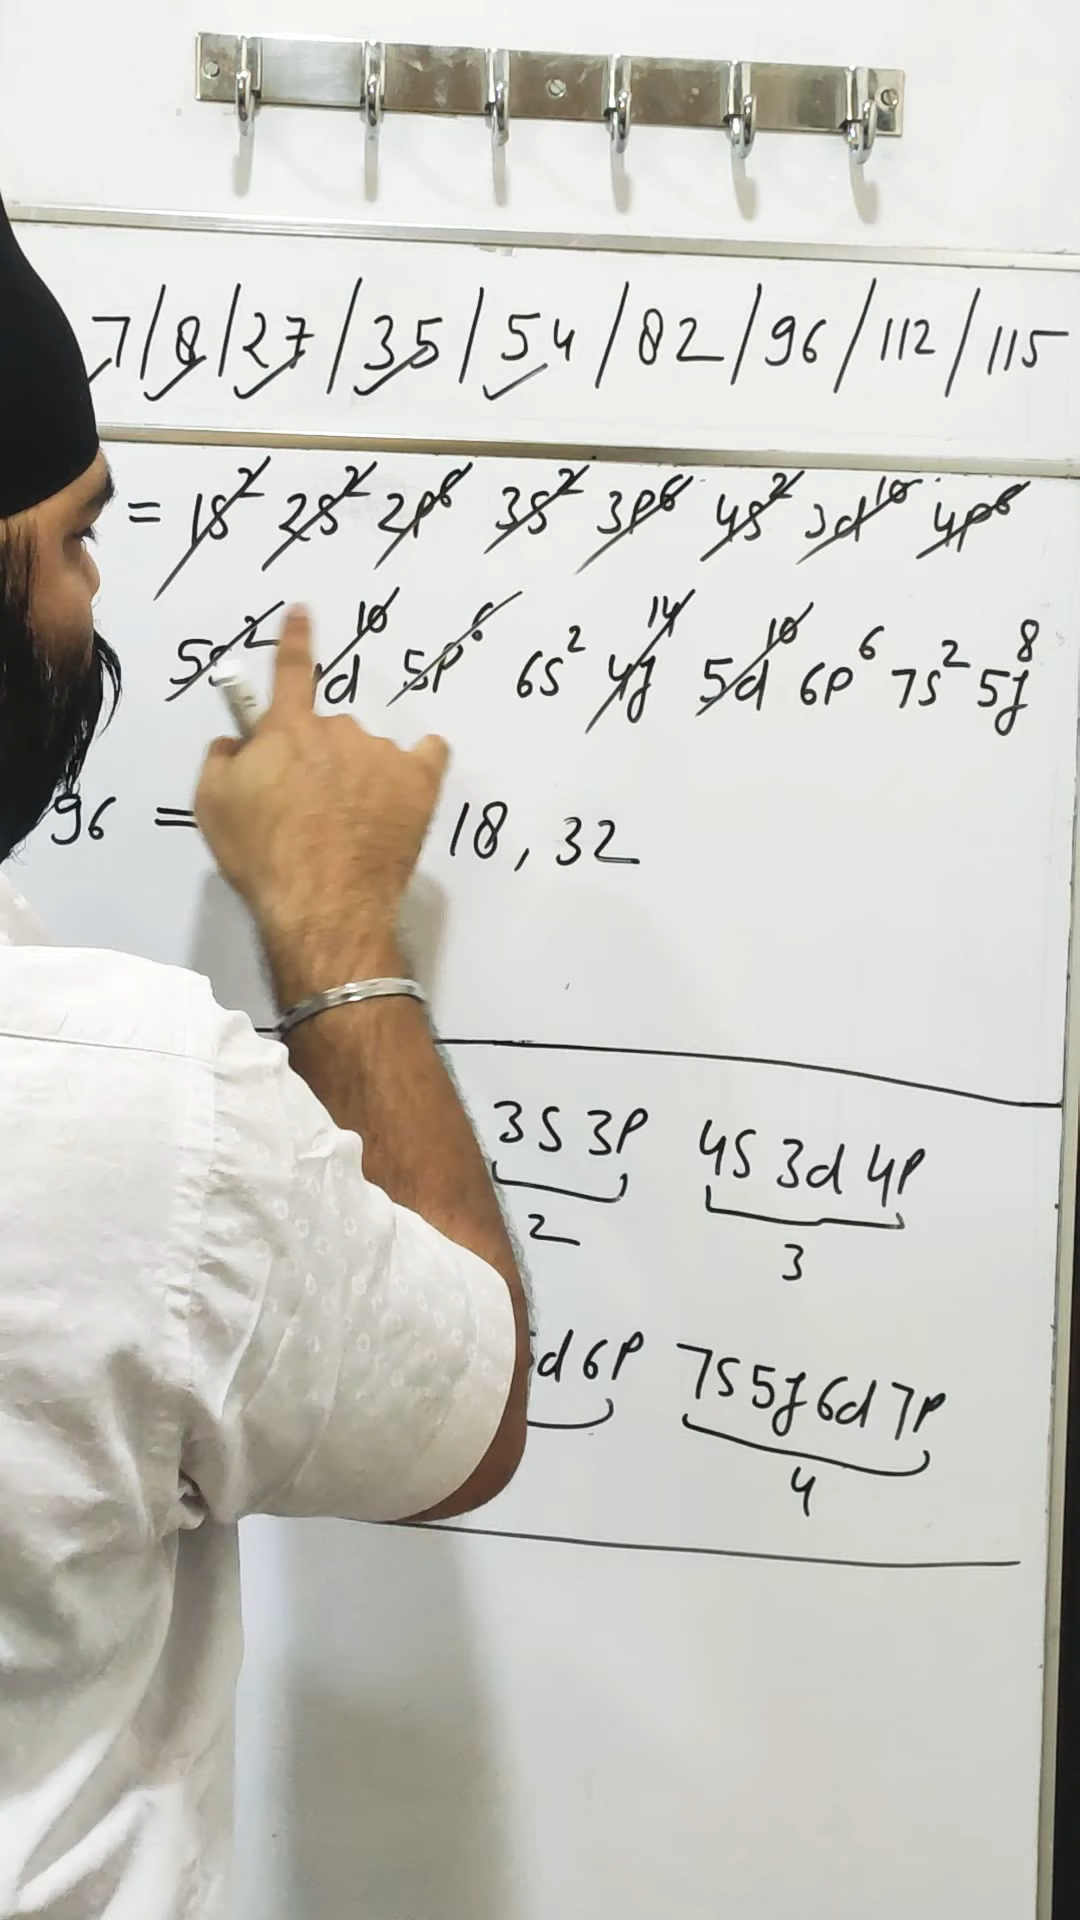 7/8/27/35/54/82/96/112/115
= 1s² 2s² 2p⁶ 3s² 3p⁶ 4s² 3d¹⁰ 4p⁶
5s² d¹⁰ 5p⁶ 6s² 4f¹⁴ 5d¹⁰ 6p⁶ 7s² 5f⁸
96 = 18, 32
3s 3p 4s 3d 4p
2 3
d 6p 7s 5f 6d 7p
4